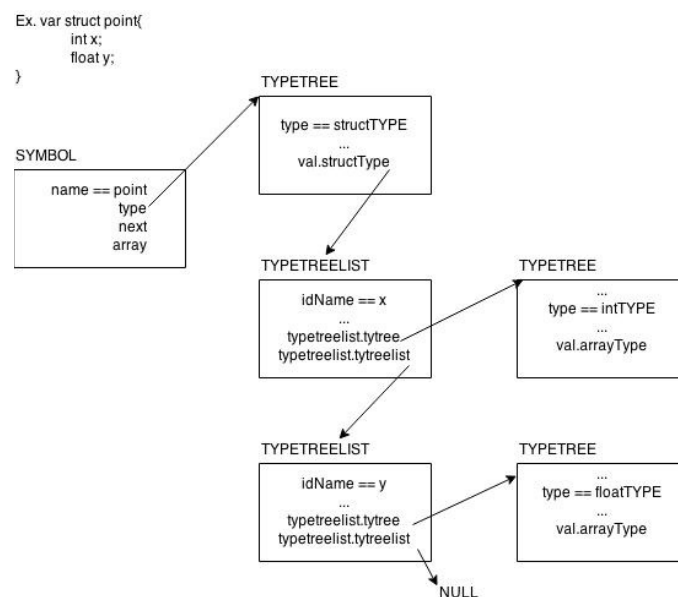 Ex. var struct point{
int x;
float y;
}
TYPETREE
type == structTYPE
...
val.structType
SYMBOL
name == point
type
next
array
TYPETREELIST
idName == x
...
typetreelist.tytree
typetreelist.tytreelist
TYPETREE
...
type == intTYPE
...
val.arrayType
TYPETREELIST
idName == y
...
typetreelist.tytree
typetreelist.tytreelist
TYPETREE
...
type == floatTYPE
...
val.arrayType
NULL